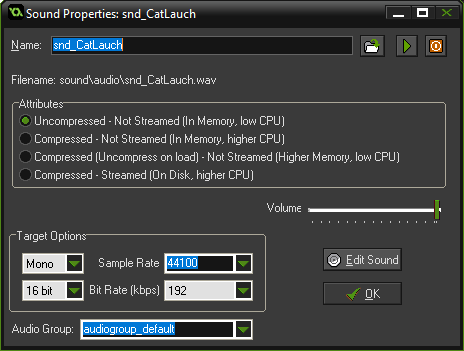 Sound Properties: snd_CatLauch
Name: snd_CatLauch
Filename: sound\audio\snd_CatLauch.wav
Attributes
Uncompressed - Not Streamed (In Memory, low CPU)
Compressed - Not Streamed (In Memory, higher CPU)
Compressed (Uncompress on load) - Not Streamed (Higher Memory, low CPU)
Compressed - Streamed (On Disk, higher CPU)
Volume
Target Options
Mono Sample Rate 44100
16 bit Bit Rate (kbps) 192
Edit Sound
OK
Audio Group: audiogroup_default